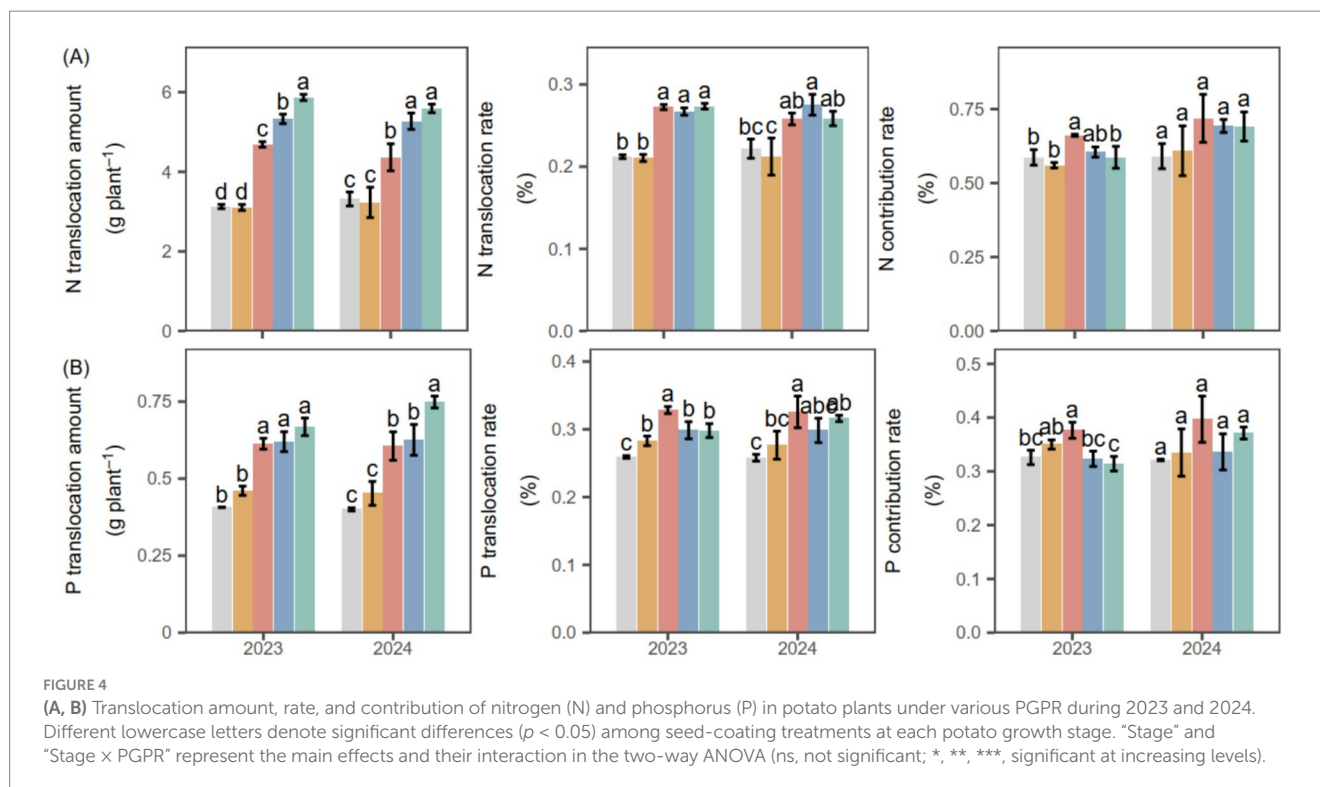 (A)
N translocation amount
(g plant⁻¹)
6
4
2
0
d d c b a
c c b a a
N translocation rate
(%)
0.3
0.2
0.1
0.0
b b a a a
bc c ab a ab
N contribution rate
(%)
0.75
0.50
0.25
0.00
b b a ab b
a a a a a
(B)
P translocation amount
(g plant⁻¹)
0.75
0.5
0.25
0
b b a a a
c c b b a
2023 2024
P translocation rate
(%)
0.4
0.3
0.2
0.1
0.0
c b a b b
c bc a abc ab
2023 2024
P contribution rate
(%)
0.5
0.4
0.3
0.2
0.1
0.0
bc ab a bc c
a a a a a
2023 2024
FIGURE 4
(A, B) Translocation amount, rate, and contribution of nitrogen (N) and phosphorus (P) in potato plants under various PGPR during 2023 and 2024.
Different lowercase letters denote significant differences (p < 0.05) among seed-coating treatments at each potato growth stage. “Stage” and
“Stage × PGPR” represent the main effects and their interaction in the two-way ANOVA (ns, not significant; *, **, ***, significant at increasing levels).